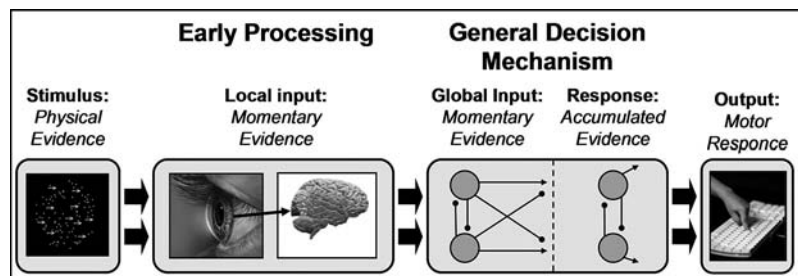 Early Processing
General Decision
Mechanism
Stimulus:
Physical
Evidence
Local input:
Momentary
Evidence
Global Input:
Momentary
Evidence
Response:
Accumulated
Evidence
Output:
Motor
Responce